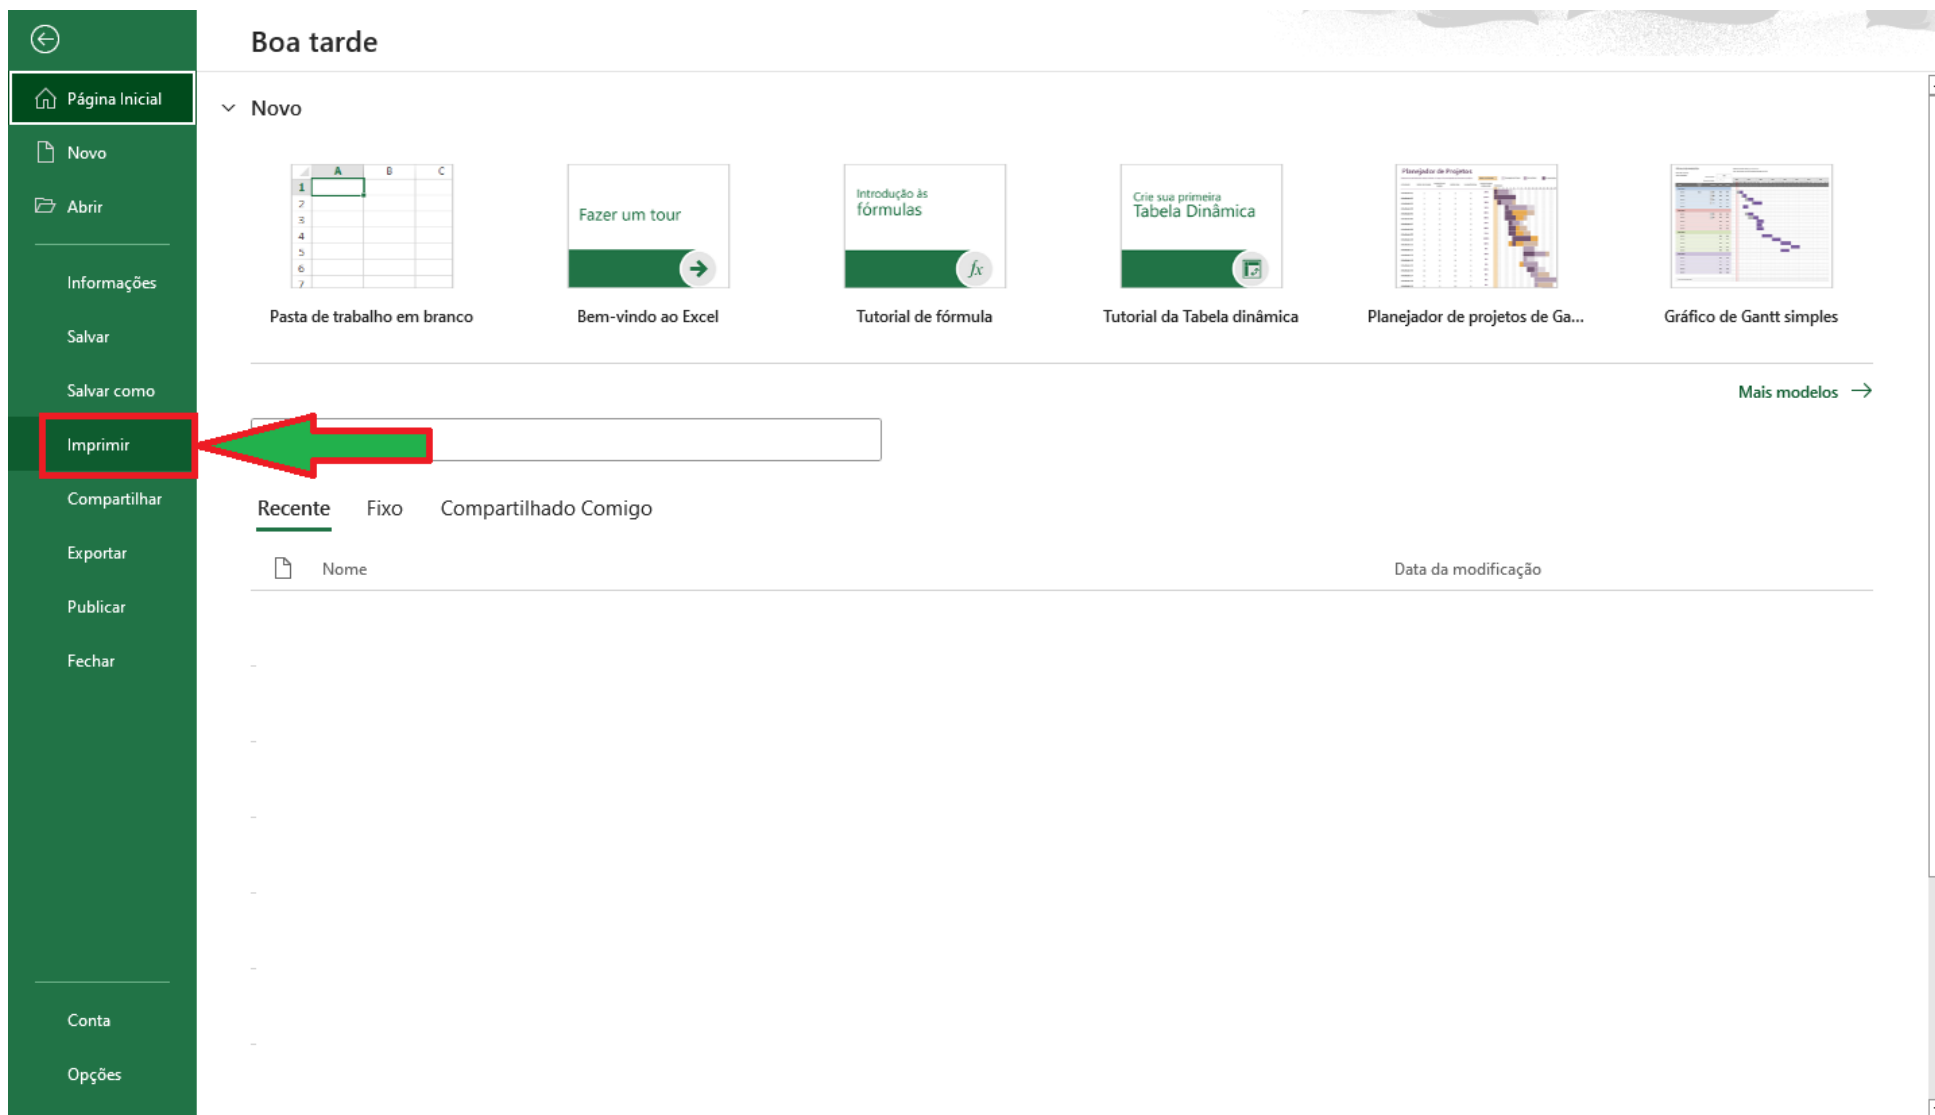 Boa tarde
Página Inicial
Novo
Abrir
Informações
Salvar
Salvar como
Imprimir
Compartilhar
Exportar
Publicar
Fechar
Conta
Opções
Novo
A B C
1
2
3
4
5
6
7
Pasta de trabalho em branco
Fazer um tour
Bem-vindo ao Excel
Introdução às
fórmulas
fx
Tutorial de fórmula
Crie sua primeira
Tabela Dinâmica
Tutorial da Tabela dinâmica
Planejador de Projetos
Planejador de projetos de Ga...
Gráfico de Gantt simples
Mais modelos
Recente Fixo Compartilhado Comigo
Nome Data da modificação